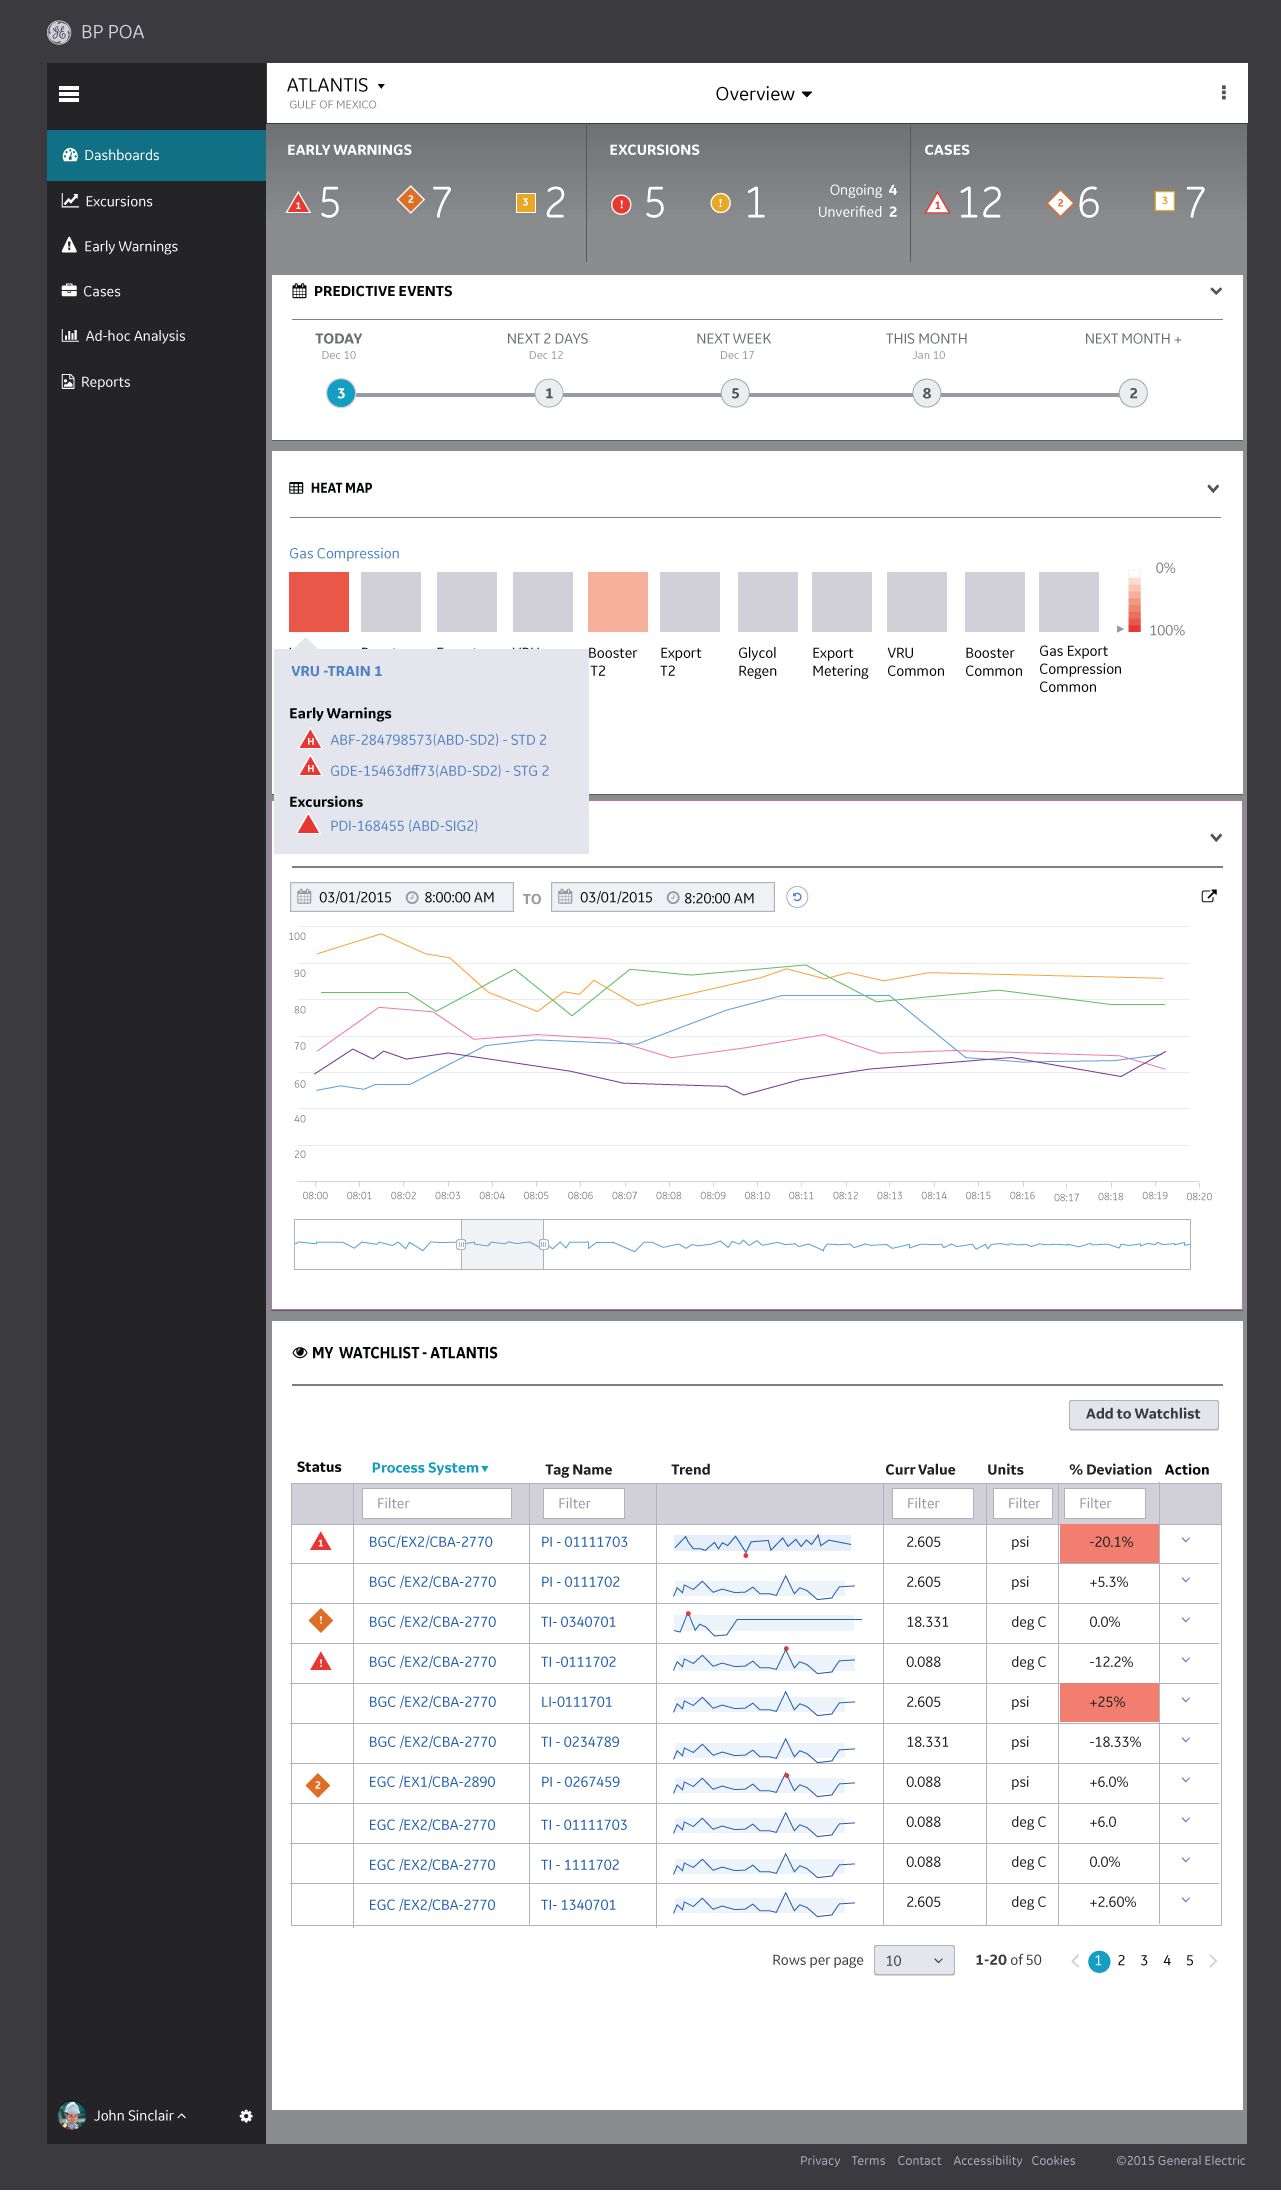 BP POA
ATLANTIS
GULF OF MEXICO
Overview
Dashboards
Excursions
Early Warnings
Cases
Ad-hoc Analysis
Reports
EARLY WARNINGS
1 5
2 7
3 2
EXCURSIONS
! 5
! 1
Ongoing 4
Unverified 2
CASES
1 12
2 6
3 7
PREDICTIVE EVENTS
TODAY
Dec 10
3
NEXT 2 DAYS
Dec 12
1
NEXT WEEK
Dec 17
5
THIS MONTH
Jan 10
8
NEXT MONTH +
2
HEAT MAP
Gas Compression
0%
100%
Booster
T2
Export
T2
Glycol
Regen
Export
Metering
VRU
Common
Booster
Common
Gas Export
Compression
Common
VRU -TRAIN 1
Early Warnings
H ABF-284798573(ABD-SD2) - STD 2
H GDE-15463dff73(ABD-SD2) - STG 2
Excursions
PDI-168455 (ABD-SIG2)
03/01/2015 8:00:00 AM TO 03/01/2015 8:20:00 AM
100
90
80
70
60
40
20
08:00 08:01 08:02 08:03 08:04 08:05 08:06 08:07 08:08 08:09 08:10 08:11 08:12 08:13 08:14 08:15 08:16 08:17 08:18 08:19 08:20
MY WATCHLIST - ATLANTIS
Add to Watchlist
Status Process System Tag Name Trend Curr Value Units % Deviation Action
Filter Filter Filter Filter Filter
1 BGC/EX2/CBA-2770 PI - 01111703 2.605 psi -20.1%
BGC /EX2/CBA-2770 PI - 0111702 2.605 psi +5.3%
! BGC /EX2/CBA-2770 TI- 0340701 18.331 deg C 0.0%
! BGC /EX2/CBA-2770 TI -0111702 0.088 deg C -12.2%
BGC /EX2/CBA-2770 LI-0111701 2.605 psi +25%
BGC /EX2/CBA-2770 TI - 0234789 18.331 psi -18.33%
2 EGC /EX1/CBA-2890 PI - 0267459 0.088 psi +6.0%
EGC /EX2/CBA-2770 TI - 01111703 0.088 deg C +6.0
EGC /EX2/CBA-2770 TI - 1111702 0.088 deg C 0.0%
EGC /EX2/CBA-2770 TI- 1340701 2.605 deg C +2.60%
Rows per page 10 1-20 of 50 1 2 3 4 5
John Sinclair
Privacy Terms Contact Accessibility Cookies ©2015 General Electric